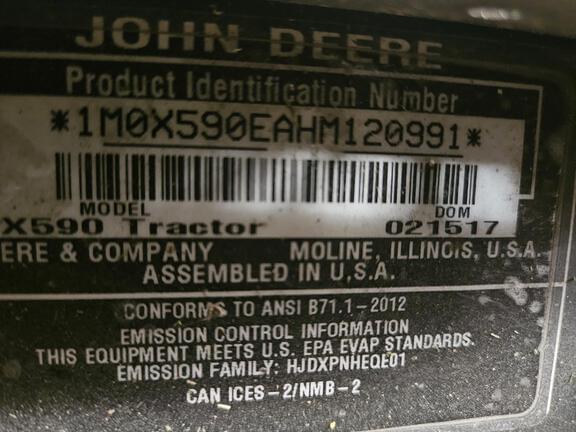 JOHN DEERE
Product Identification Number
*1M0X590EAHM120991*
MODEL DOM
X590 Tractor 021517
ERE & COMPANY MOLINE, ILLINOIS, U.S.A.
ASSEMBLED IN U.S.A.
CONFORMS TO ANSI B71.1-2012
EMISSION CONTROL INFORMATION
THIS EQUIPMENT MEETS U.S. EPA EVAP STANDARDS.
EMISSION FAMILY: HJDXPNHEQE01
CAN ICES-2/NMB-2